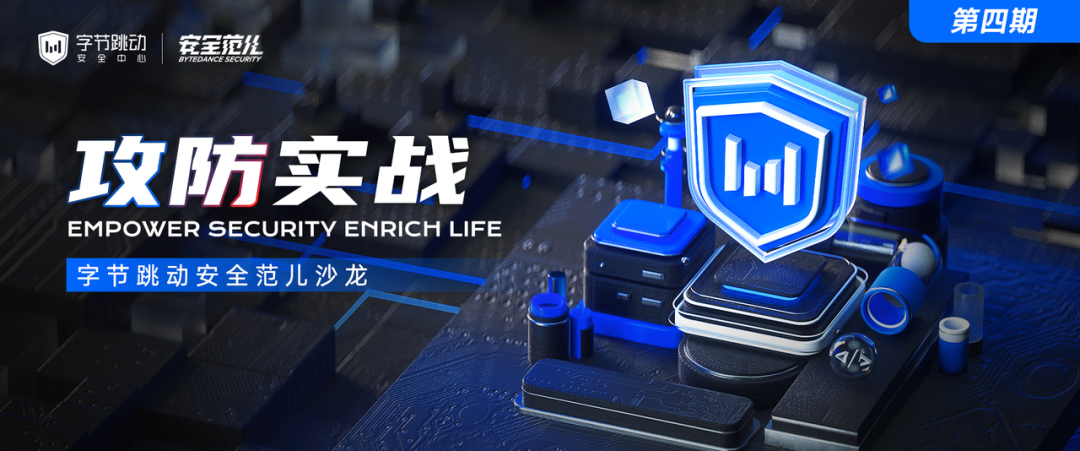 字节跳动
安全中心
安全范儿
BYTEDANCE SECURITY
第四期
攻防实战
EMPOWER SECURITY ENRICH LIFE
字节跳动安全范儿沙龙